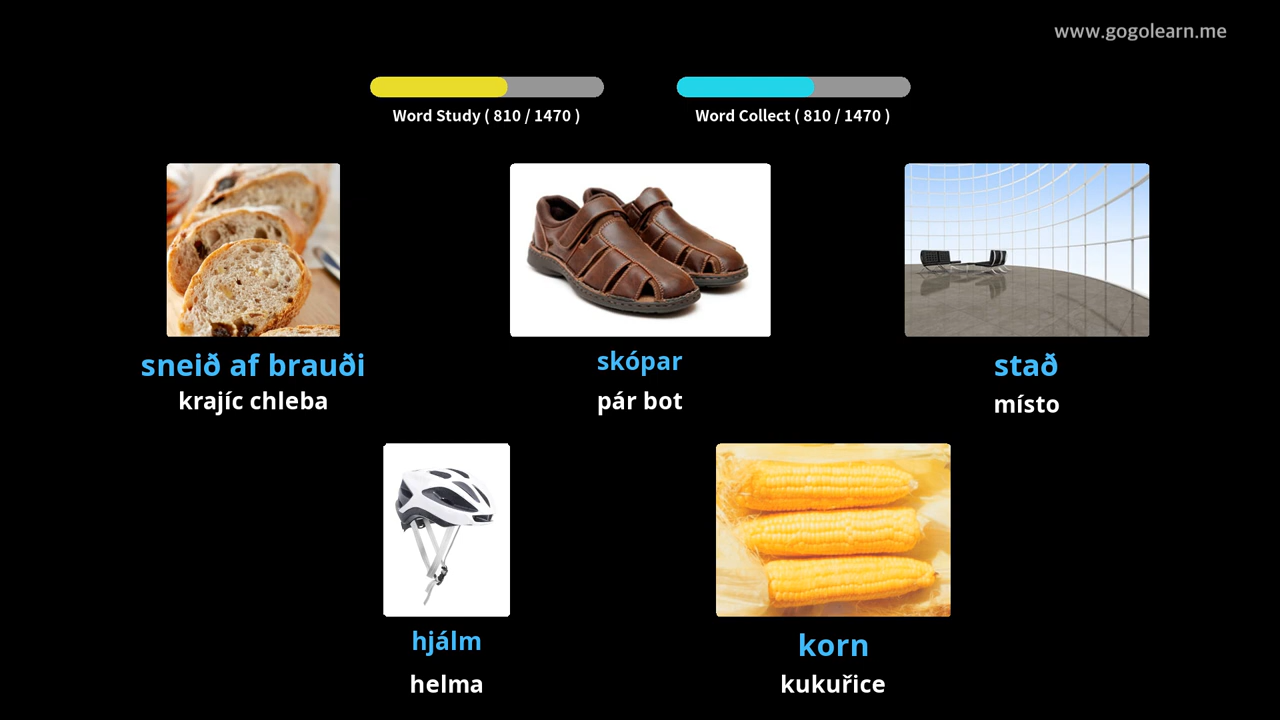 www.gogolearn.me
Word Study ( 810 / 1470 )
Word Collect ( 810 / 1470 )
sneið af brauði
krajíc chleba
skópar
pár bot
stað
místo
hjálm
helma
korn
kukuřice